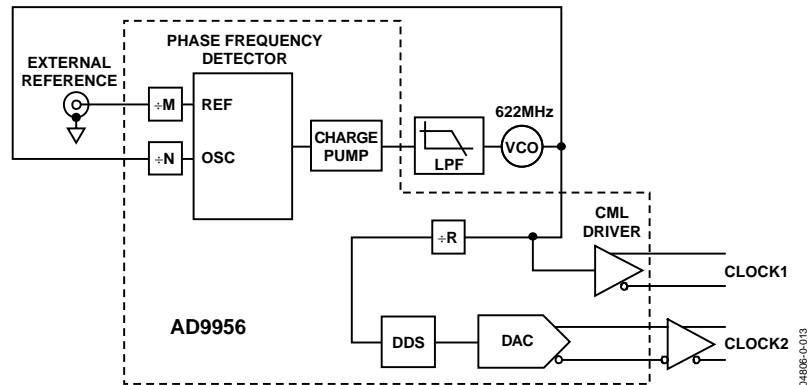 PHASE FREQUENCY
DETECTOR
EXTERNAL
REFERENCE
÷M
REF
622MHz
÷N
OSC
CHARGE
PUMP
LPF
VCO
CML
DRIVER
÷R
CLOCK1
AD9956
DDS
DAC
CLOCK2
04806-0-013